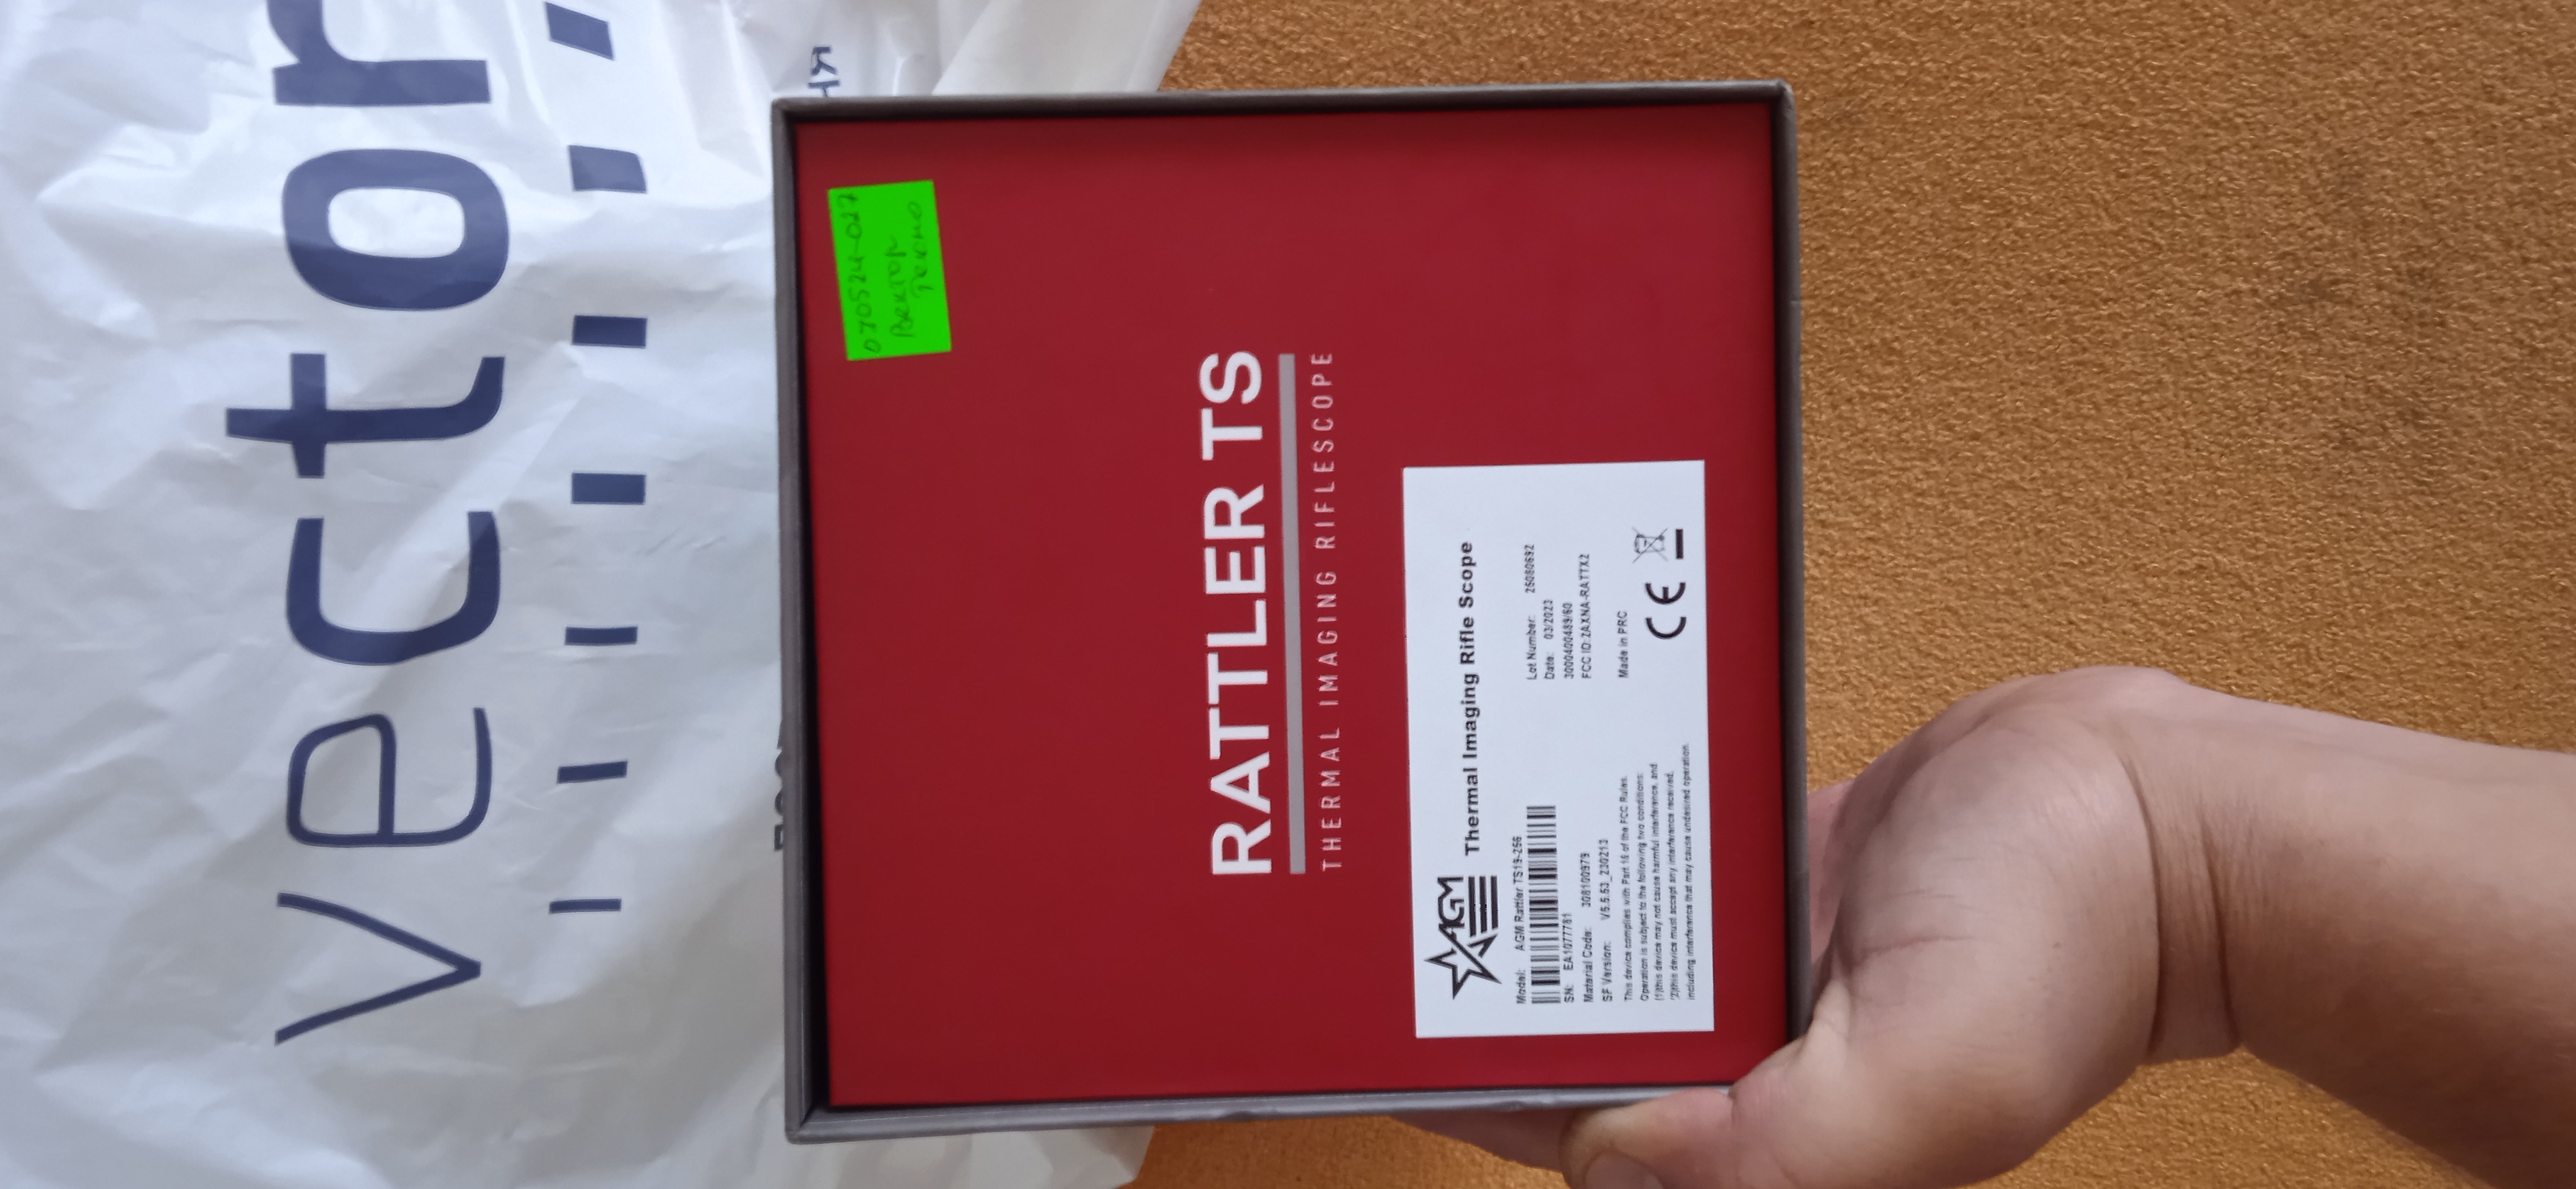 vector
070524-027
Вектор
Техно
RATTLER TS
THERMAL IMAGING RIFLESCOPE
AGM
Thermal Imaging Rifle Scope
Model: AGM Rattler TS19-256
SN: EA1077781
Material Code: 308100979
SF Version: V5.5.53_230213
This device complies with Part 15 of the FCC Rules.
Operation is subject to the following two conditions:
(1)this device may not cause harmful interference, and
(2)this device must accept any interference received,
including interference that may cause undesired operation.
Lot Number: 25080692
Date: 03/2023
3000400489/60
FCC ID: 2AXNA-RATTX2
Made in PRC
CE